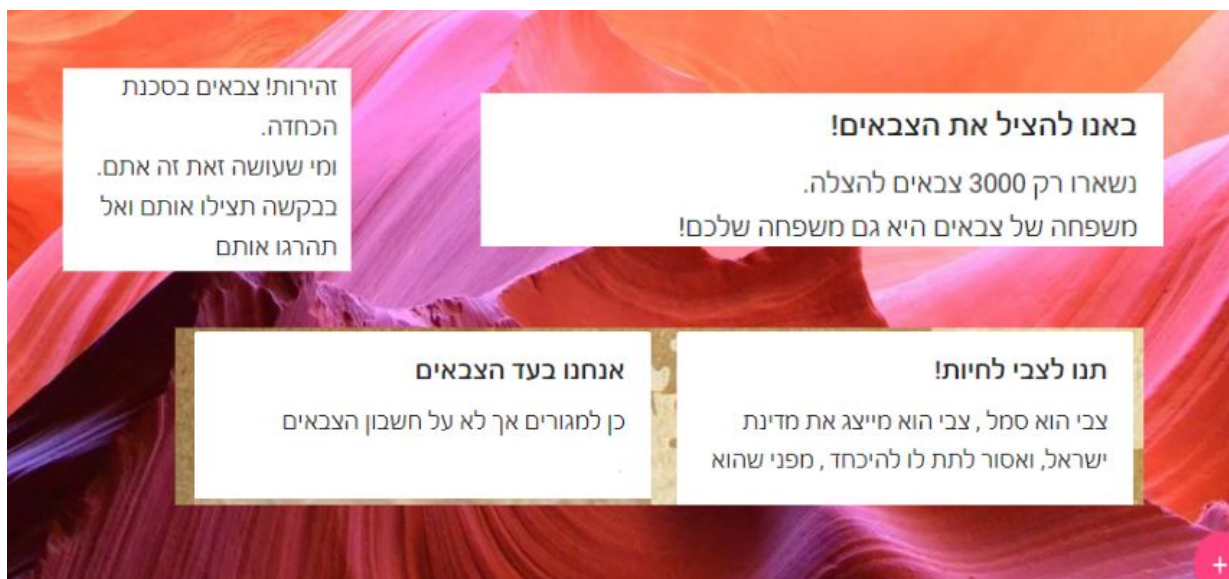 באנו להציל את הצבאים!
נשארו רק 3000 צבאים להצלה.
משפחה של צבאים היא גם משפחה שלכם!
זהירות! צבאים בסכנת
הכחדה.
ומי שעושה זאת זה אתם.
בבקשה תצילו אותם ואל
תהרגו אותם
תנו לצבי לחיות!
צבי הוא סמל , צבי הוא מייצג את מדינת
ישראל, ואסור לתת לו להיכחד , מפני שהוא
אנחנו בעד הצבאים
כן למגורים אך לא על חשבון הצבאים